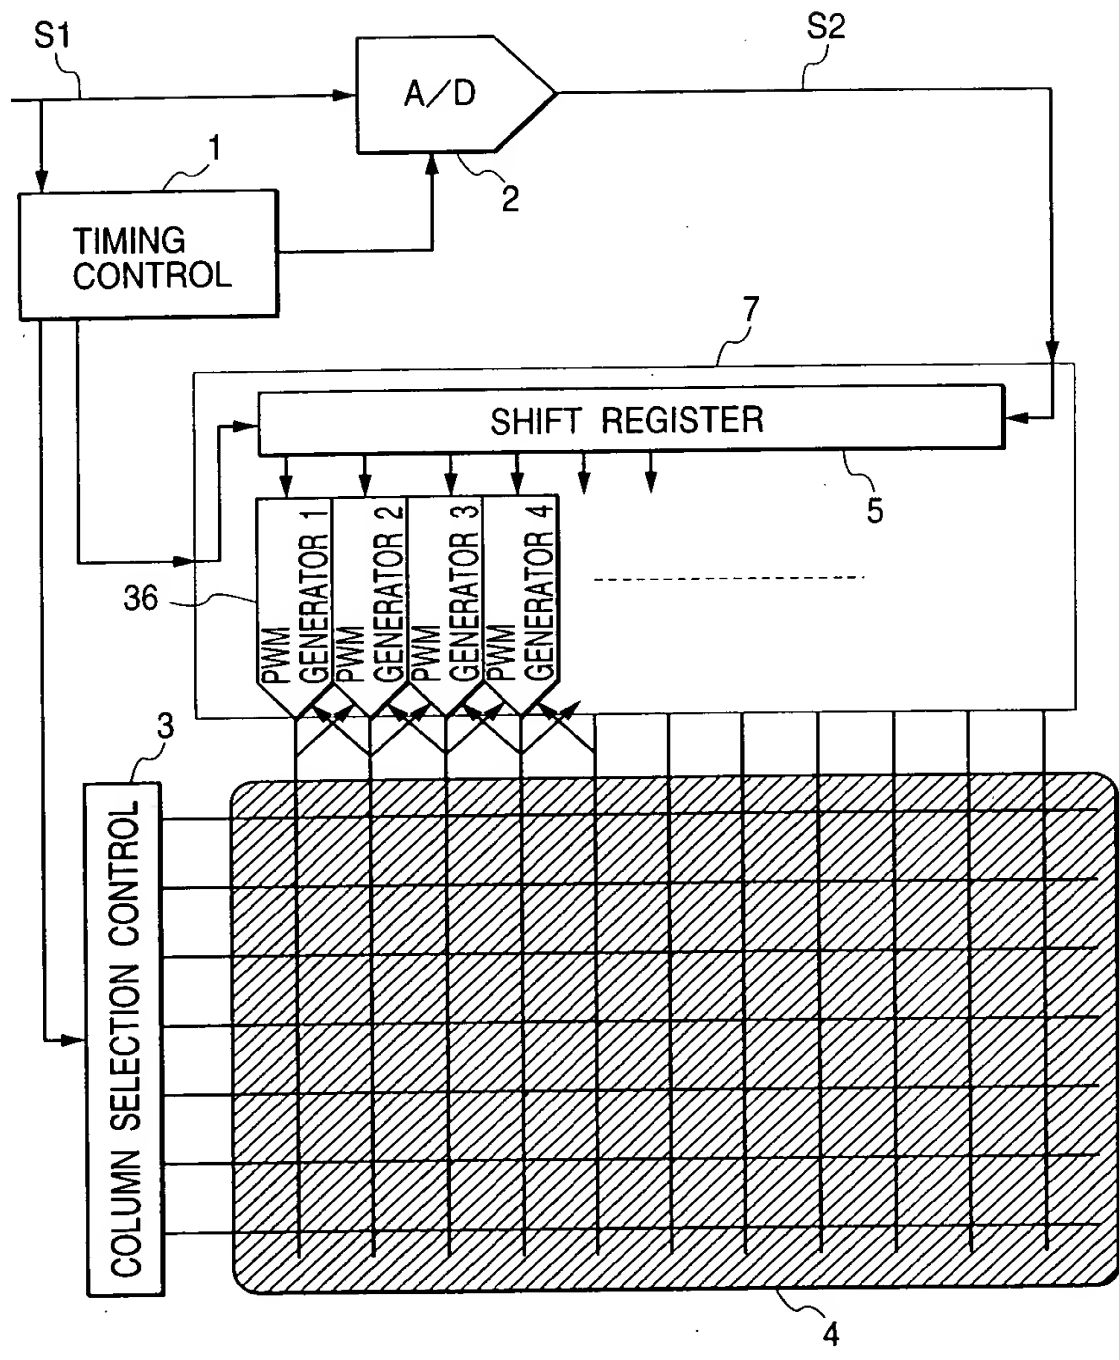 S1
S2
A/D
1
2
TIMING
CONTROL
7
SHIFT REGISTER
5
PWM
GENERATOR 1
PWM
GENERATOR 2
PWM
GENERATOR 3
PWM
GENERATOR 4
36
3
COLUMN SELECTION CONTROL
4